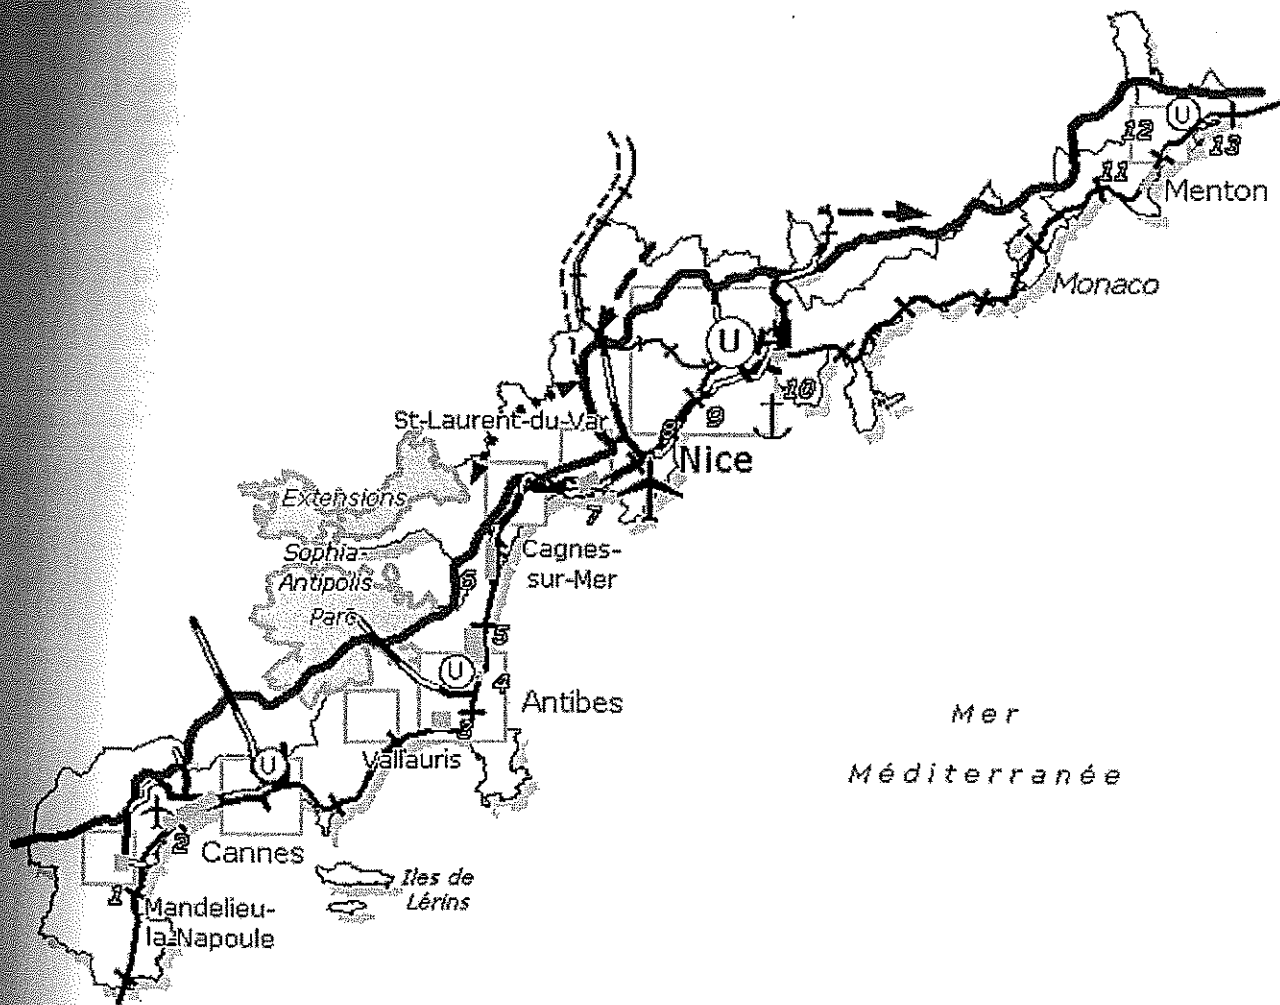 U
12
13
11
Menton
Monaco
U
10
9
8
St-Laurent-du-Var
Nice
Extensions
7
Sophia-
Antipolis
Parc
Cagnes-
sur-Mer
6
5
U
4
Antibes
3
Vallauris
Mer
Méditerranée
U
2
Cannes
Iles de
Lérins
1
Mandelieu-
la-Napoule